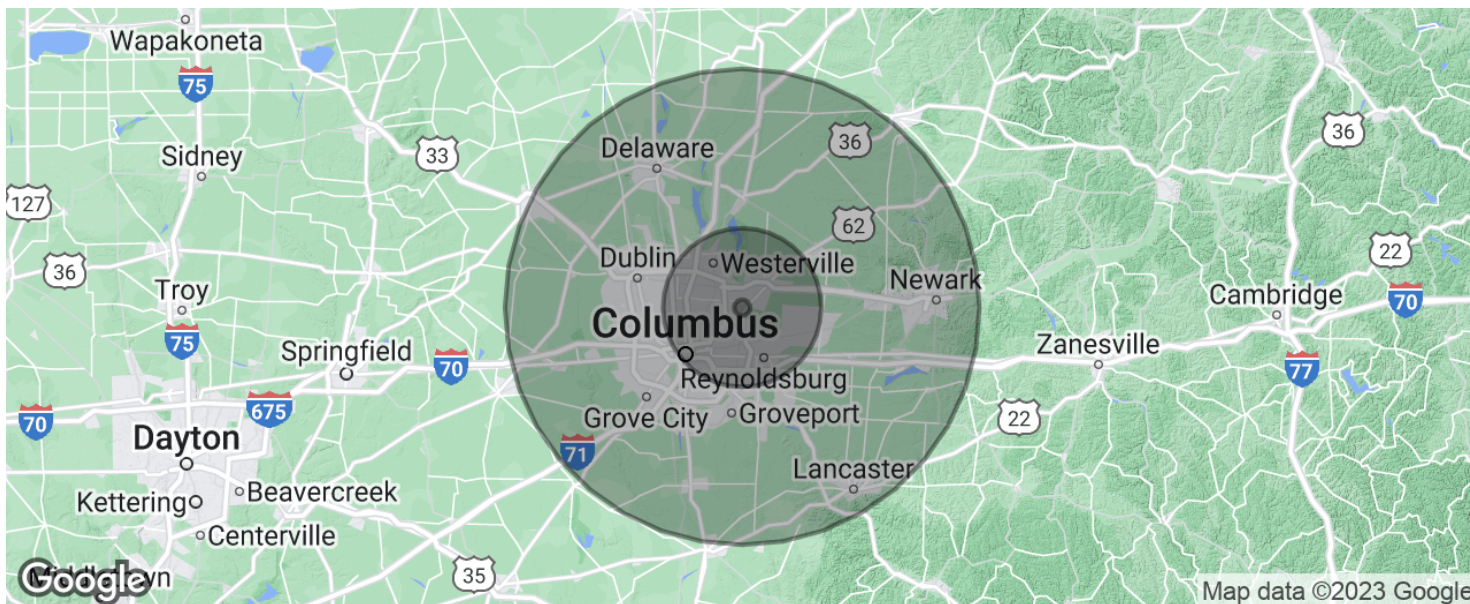 Wapakoneta
75
Sidney
33
Delaware
36
36
127
62
36
Dublin
Westerville
22
Troy
Newark
Cambridge
70
75
Columbus
Springfield
70
Zanesville
77
Reynoldsburg
675
70
Grove City
Groveport
22
Dayton
71
Lancaster
Kettering
Beavercreek
Centerville
35
Google
Map data ©2023 Google